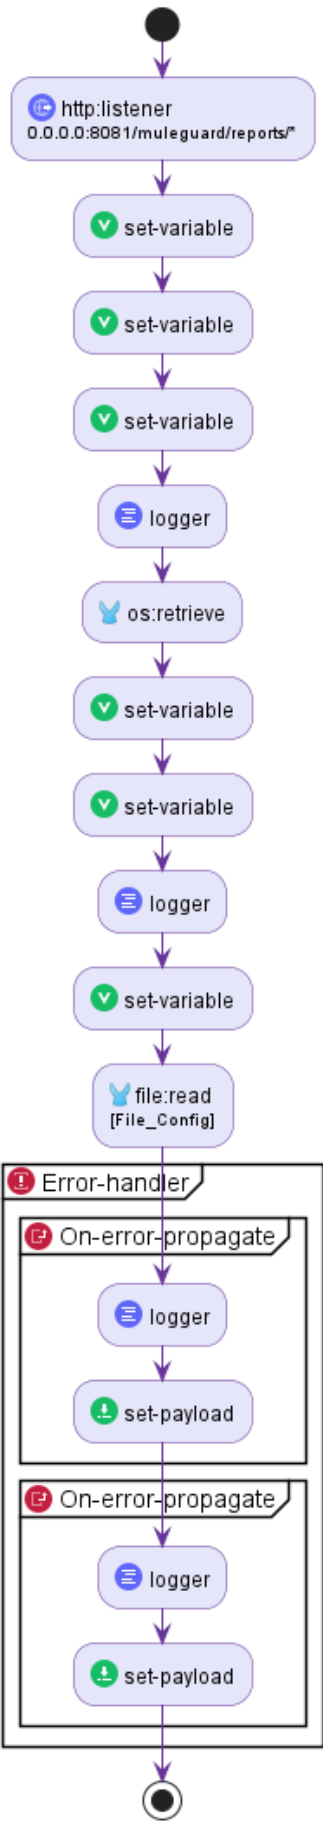 http:listener
0.0.0.0:8081/muleguard/reports/*
set-variable
set-variable
set-variable
logger
os:retrieve
set-variable
set-variable
logger
set-variable
file:read
[File_Config]
Error-handler
On-error-propagate
logger
set-payload
On-error-propagate
logger
set-payload